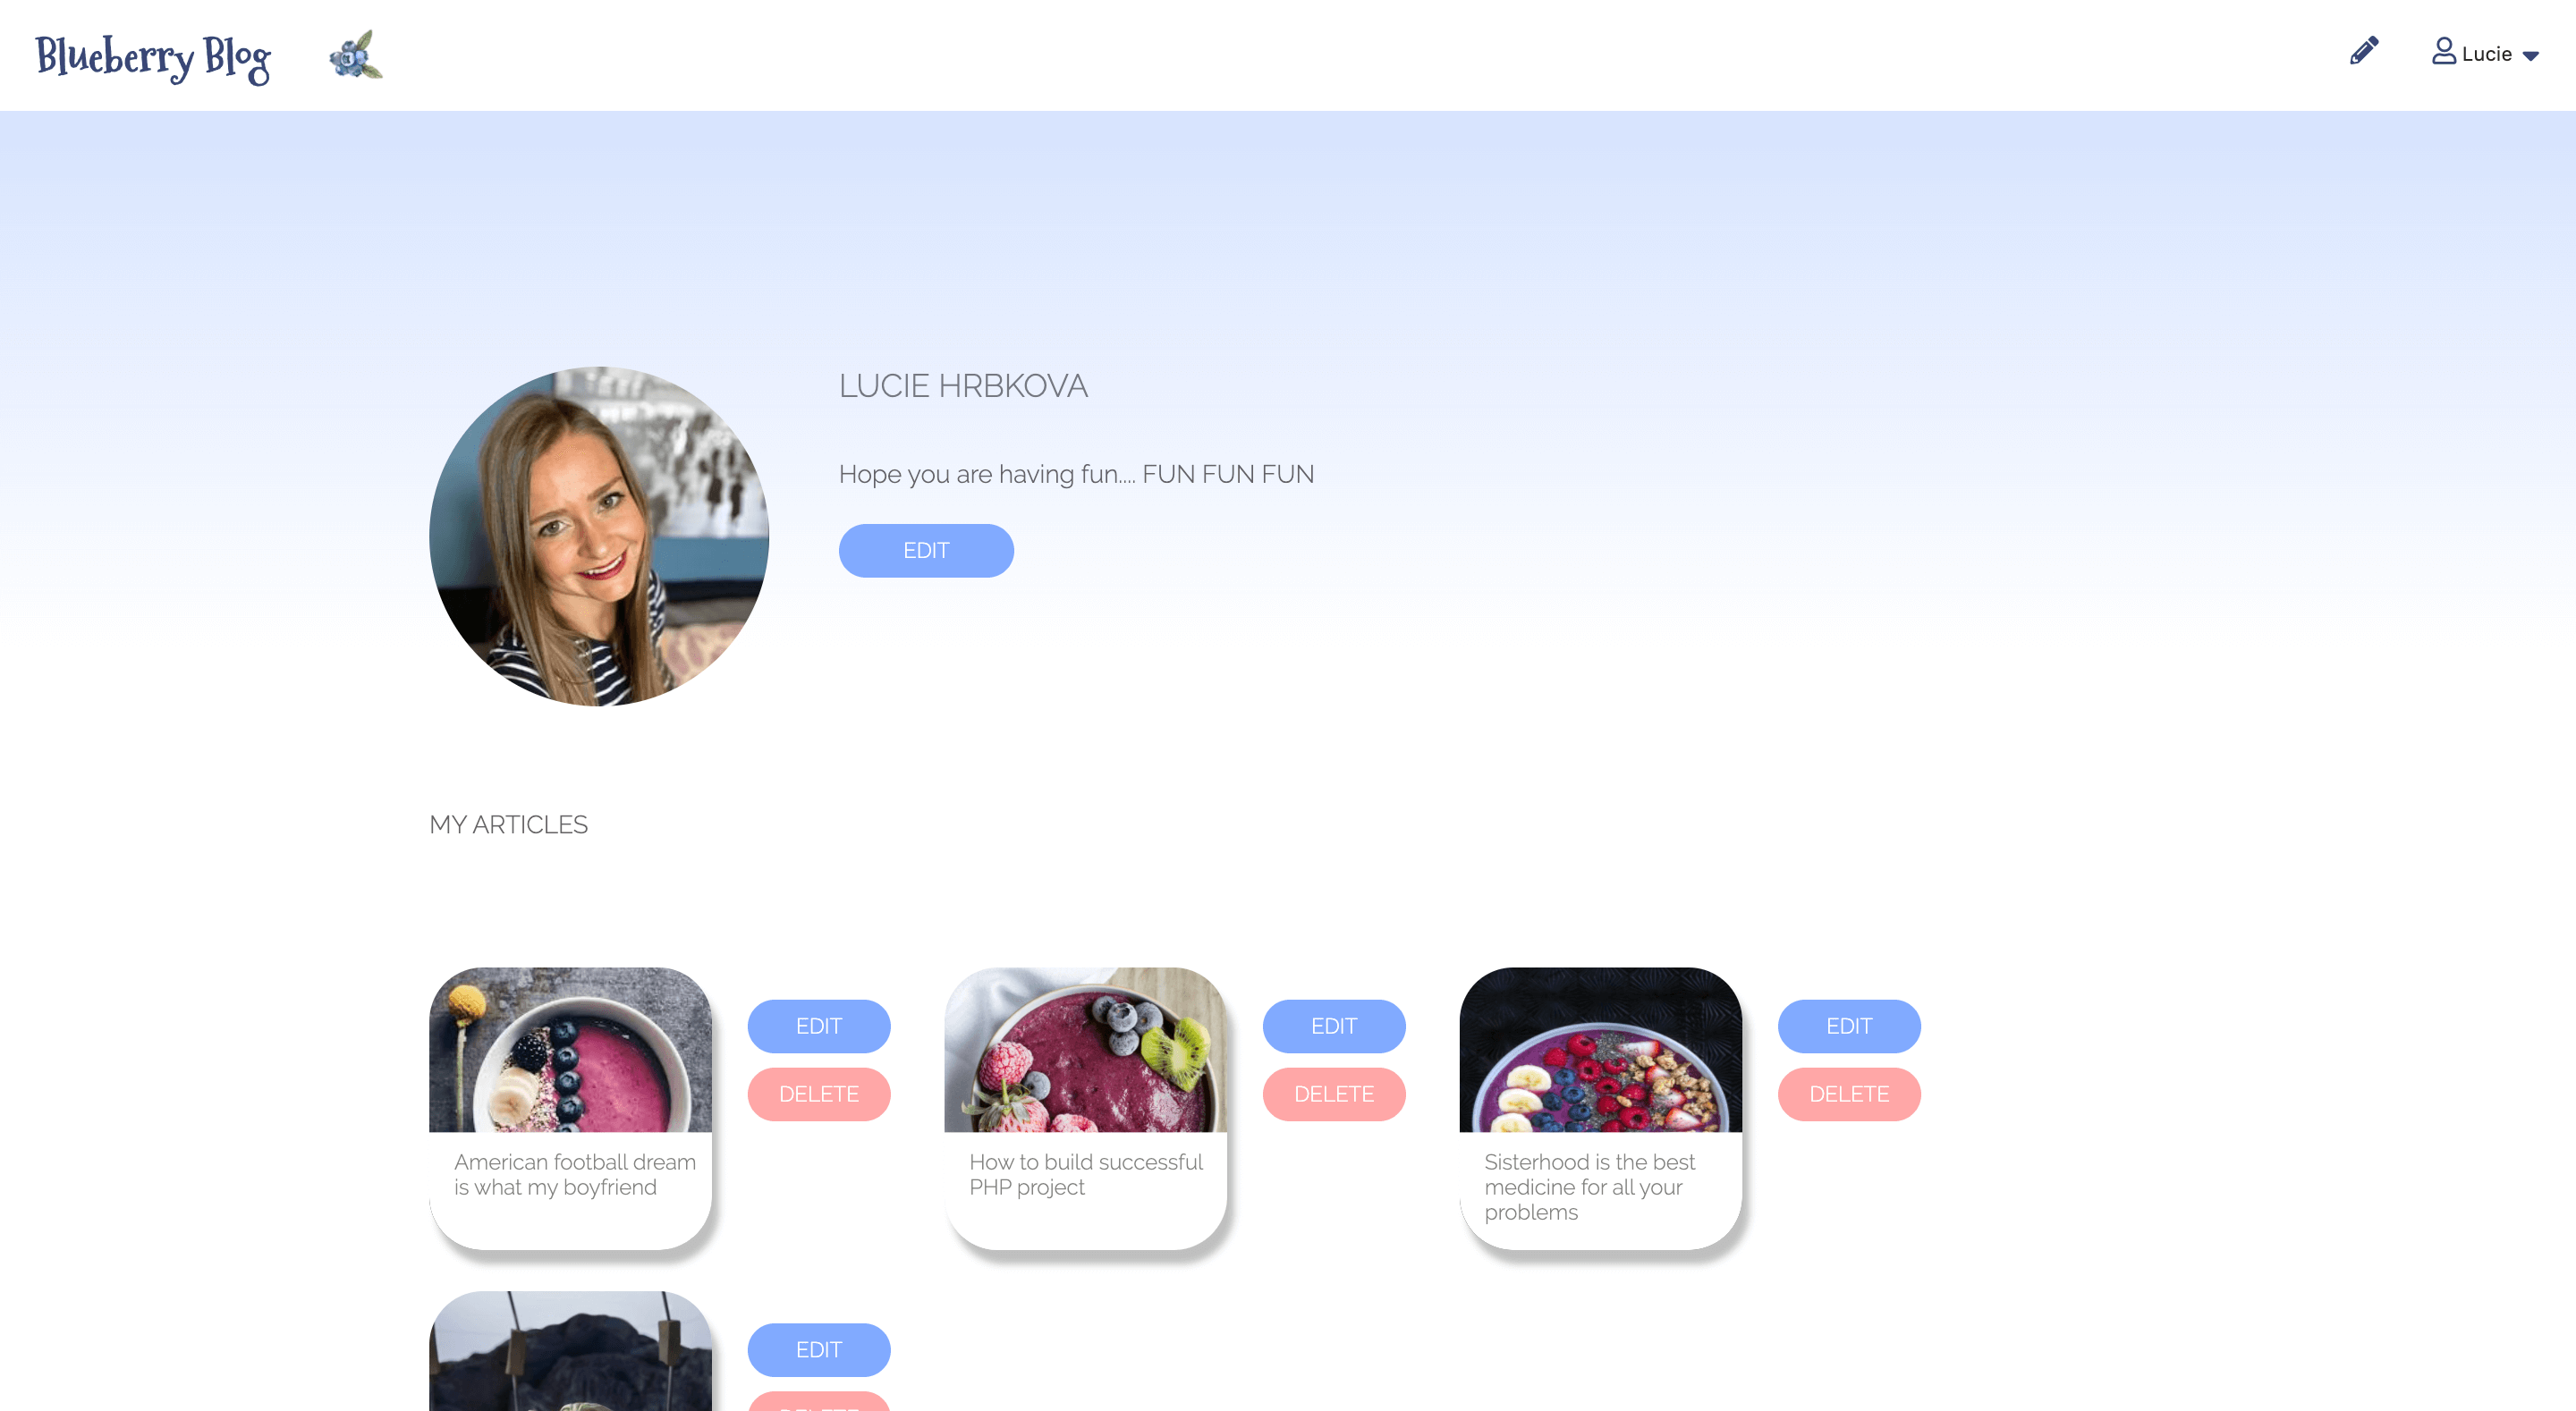 Blueberry Blog
Lucie
LUCIE HRBKOVA
Hope you are having fun.... FUN FUN FUN
EDIT
MY ARTICLES
EDIT
DELETE
American football dream
is what my boyfriend
EDIT
DELETE
How to build successful
PHP project
EDIT
DELETE
Sisterhood is the best
medicine for all your
problems
EDIT